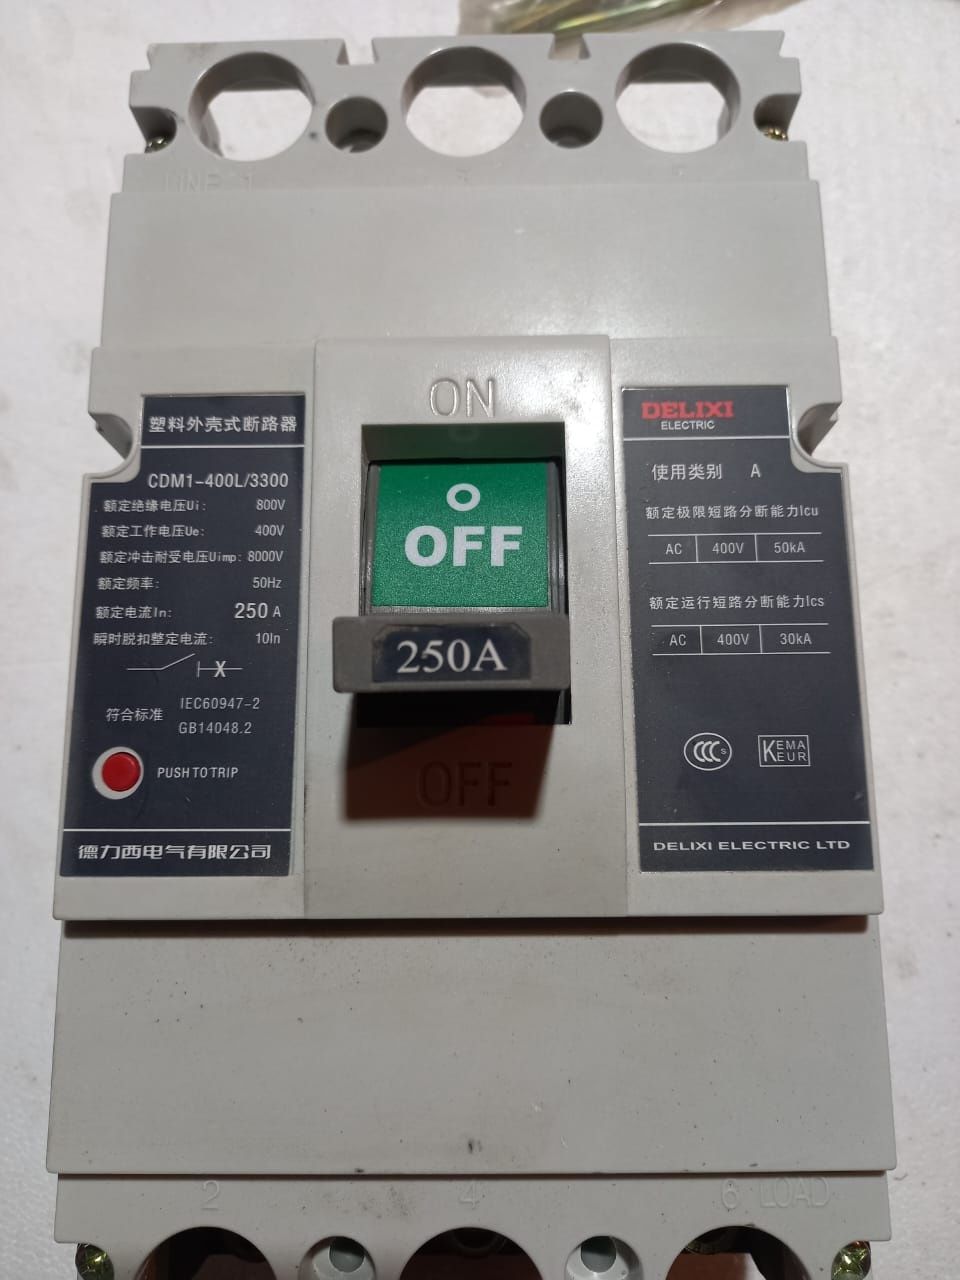 LINE 1
3
5
ON
塑料外壳式断路器
CDM1-400L/3300
额定绝缘电压Ui: 800V
额定工作电压Ue: 400V
额定冲击耐受电压Uimp: 8000V
额定频率: 50Hz
额定电流In: 250 A
瞬时脱扣整定电流: 10In
X
符合标准
IEC60947-2
GB14048.2
PUSH TO TRIP
德力西电气有限公司
O
OFF
250A
OFF
DELIXI
ELECTRIC
使用类别 A
额定极限短路分断能力Icu
AC 400V 50kA
额定运行短路分断能力Ics
AC 400V 30kA
CCC S
KEMA
KEUR
DELIXI ELECTRIC LTD
2 4 6 LOAD